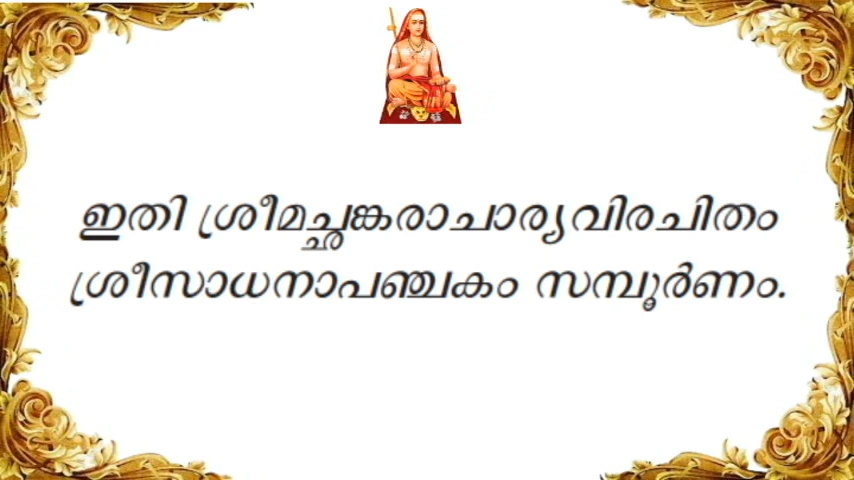 ഇതി ശ്രീമച്ഛങ്കരാചാര്യവിരചിതം
ശ്രീസാധനാപഞ്ചകം സമ്പൂർണം.